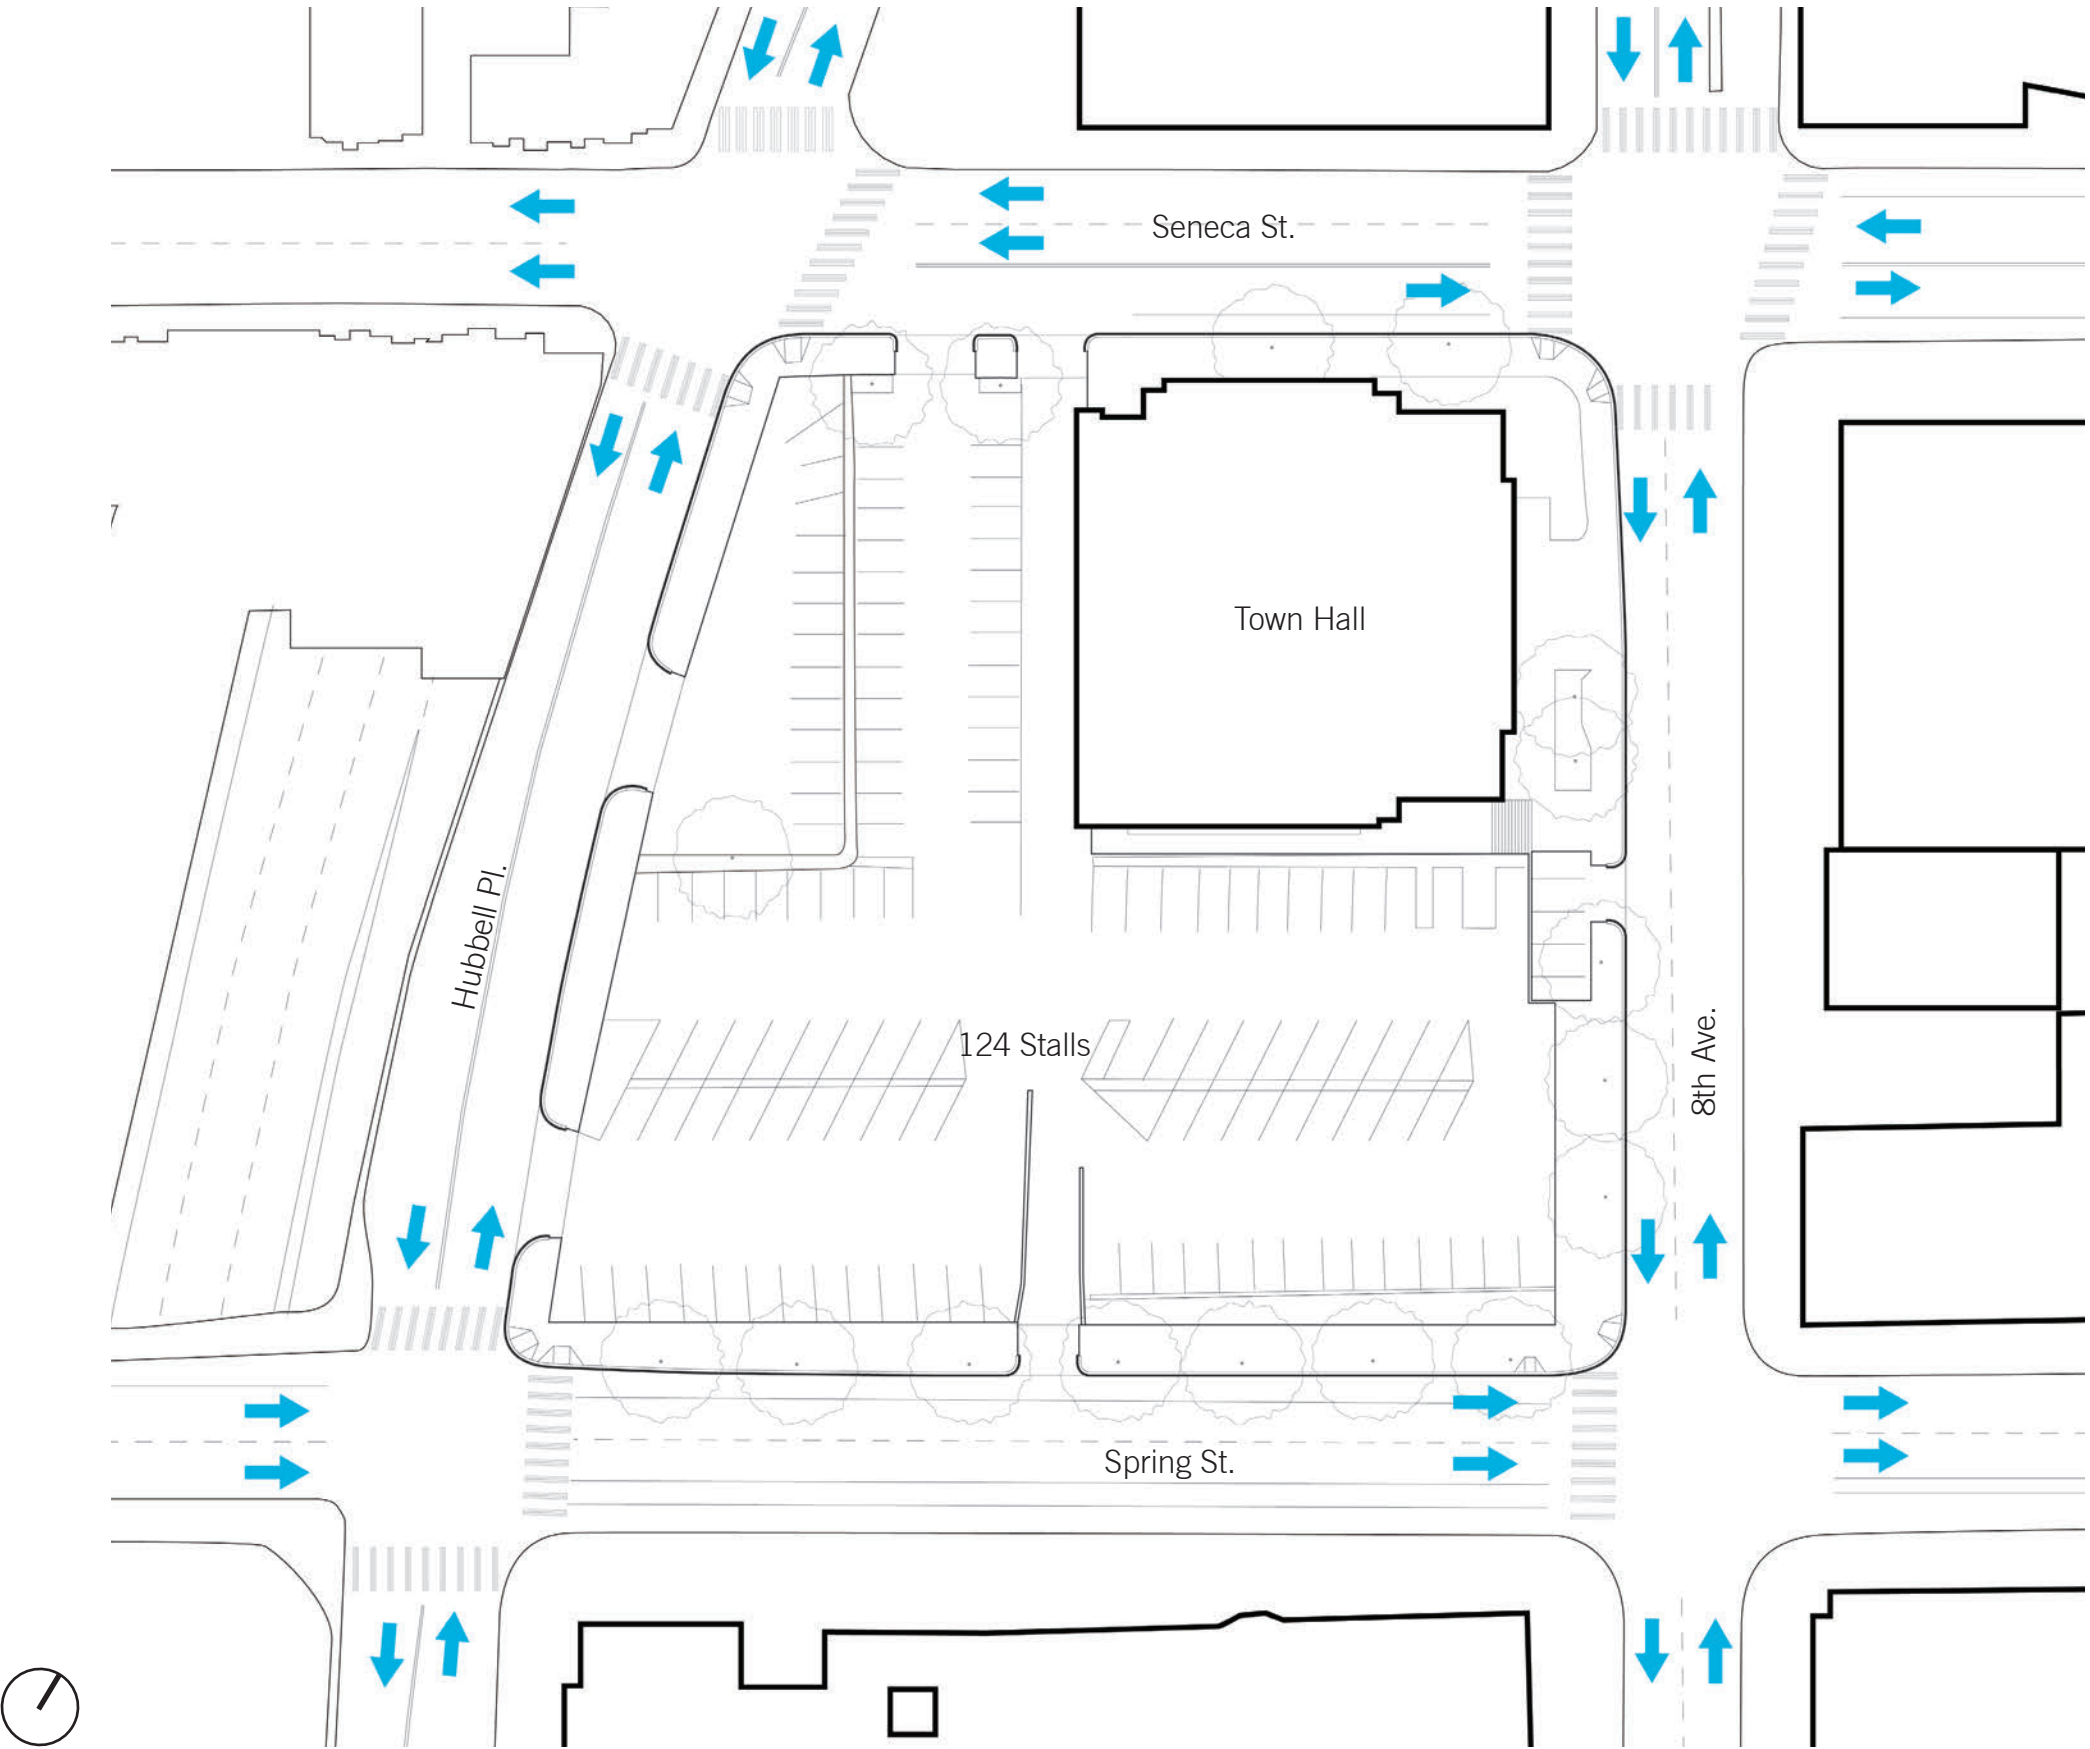 Seneca St.
Town Hall
Hubbell Pl.
124 Stalls
8th Ave.
Spring St.